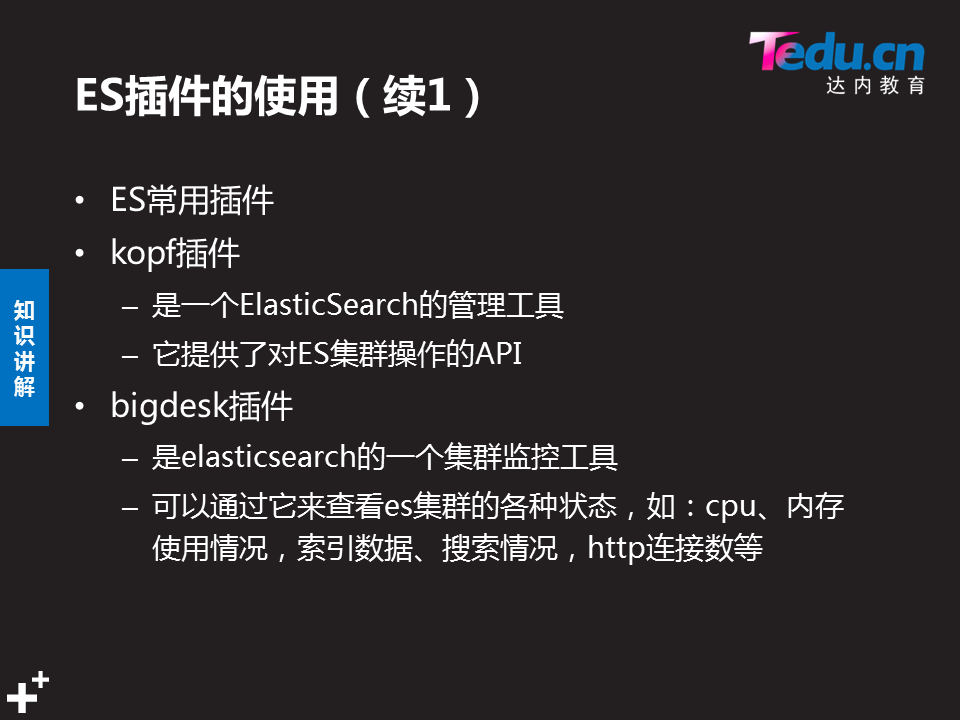 Tedu.cn
达内教育
ES插件的使用（续1）
• ES常用插件
• kopf插件
– 是一个ElasticSearch的管理工具
– 它提供了对ES集群操作的API
• bigdesk插件
– 是elasticsearch的一个集群监控工具
– 可以通过它来查看es集群的各种状态，如：cpu、内存
使用情况，索引数据、搜索情况，http连接数等
知
识
讲
解